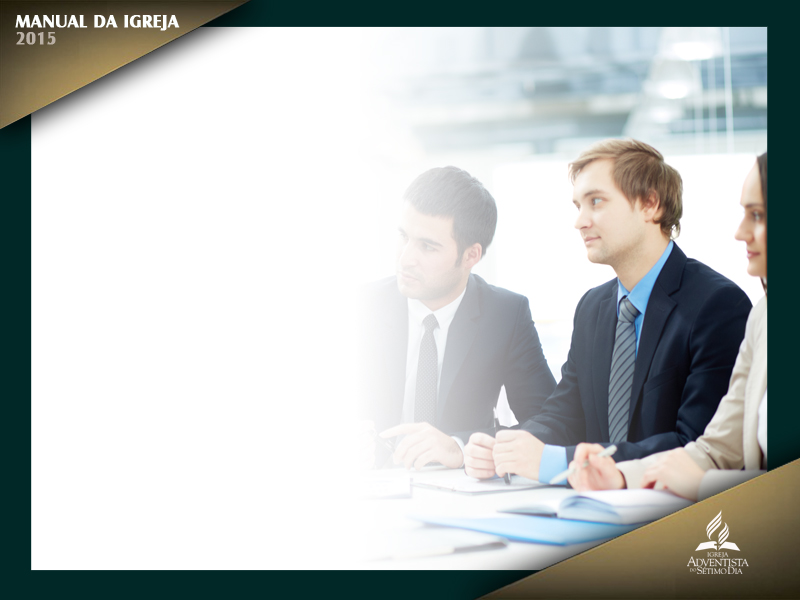 MANUAL DA IGREJA
2015
IGREJA
ADVENTISTA
DO SÉTIMO DIA